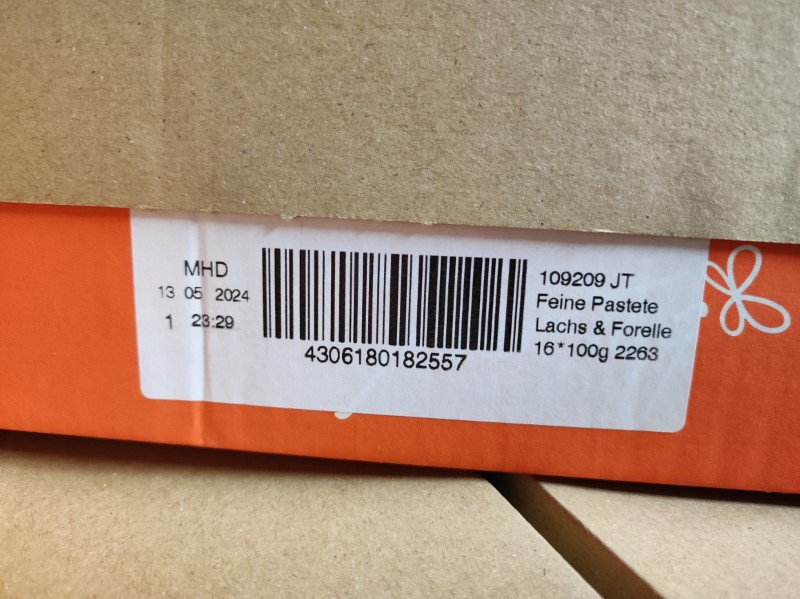 MHD
13 05 2024
1 23:29
4306180182557
109209 JT
Feine Pastete
Lachs & Forelle
16*100g 2263